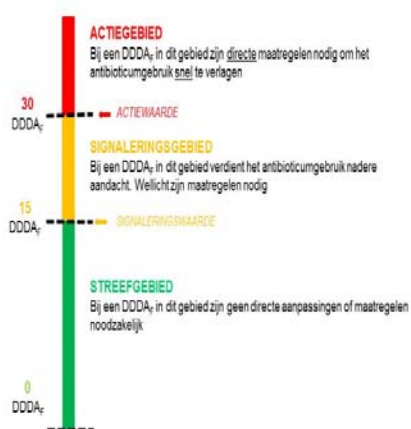 ACTIEGEBIED
Bij een DDDAF in dit gebied zijn directe maatregelen nodig om het
antibioticumgebruik snel te verlagen
30
DDDAF
ACTIEWAARDE
SIGNALERINGSGEBIED
Bij een DDDAF in dit gebied verdient het antibioticumgebruik nadere
aandacht. Wellicht zijn maatregelen nodig
15
DDDAF
SIGNALERINGSWAARDE
STREEFGEBIED
Bij een DDDAF in dit gebied zijn geen directe aanpassingen of maatregelen
noodzakelijk
0
DDDAF